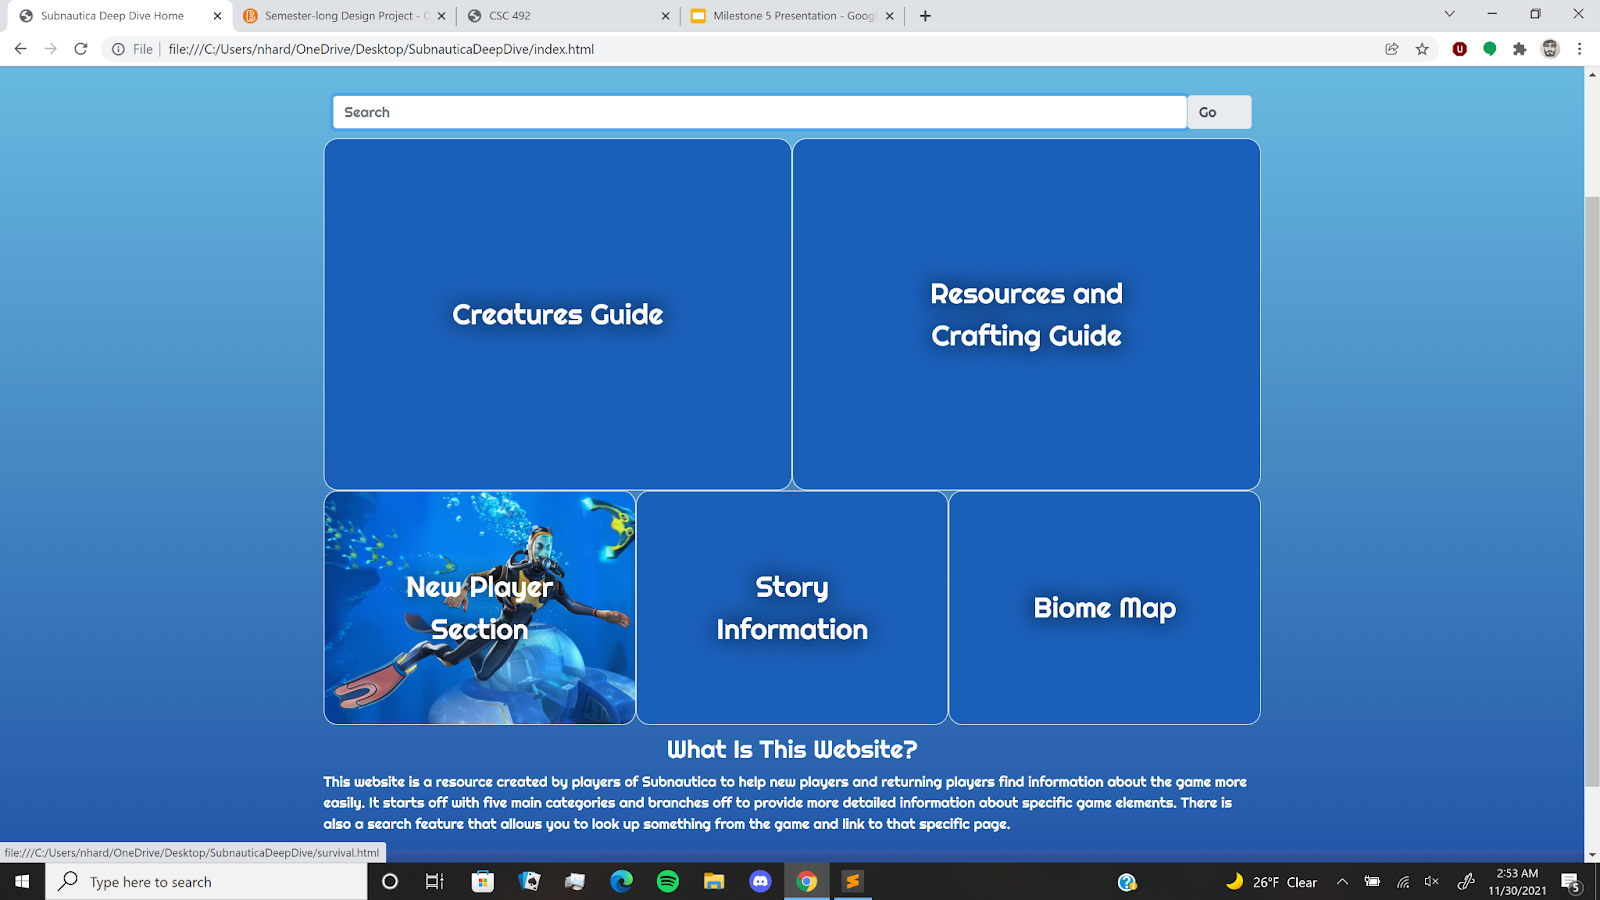 Subnautica Deep Dive Home
Semester-long Design Project - C
CSC 492
Milestone 5 Presentation - Googl
File
file:///C:/Users/nhard/OneDrive/Desktop/SubnauticaDeepDive/index.html
Search
Go
Creatures Guide
Resources and
Crafting Guide
New Player
Section
Story
Information
Biome Map
What Is This Website?
This website is a resource created by players of Subnautica to help new players and returning players find information about the game more
easily. It starts off with five main categories and branches off to provide more detailed information about specific game elements. There is
also a search feature that allows you to look up something from the game and link to that specific page.
file:///C:/Users/nhard/OneDrive/Desktop/SubnauticaDeepDive/survival.html
Type here to search
26°F Clear
2:53 AM
11/30/2021
5